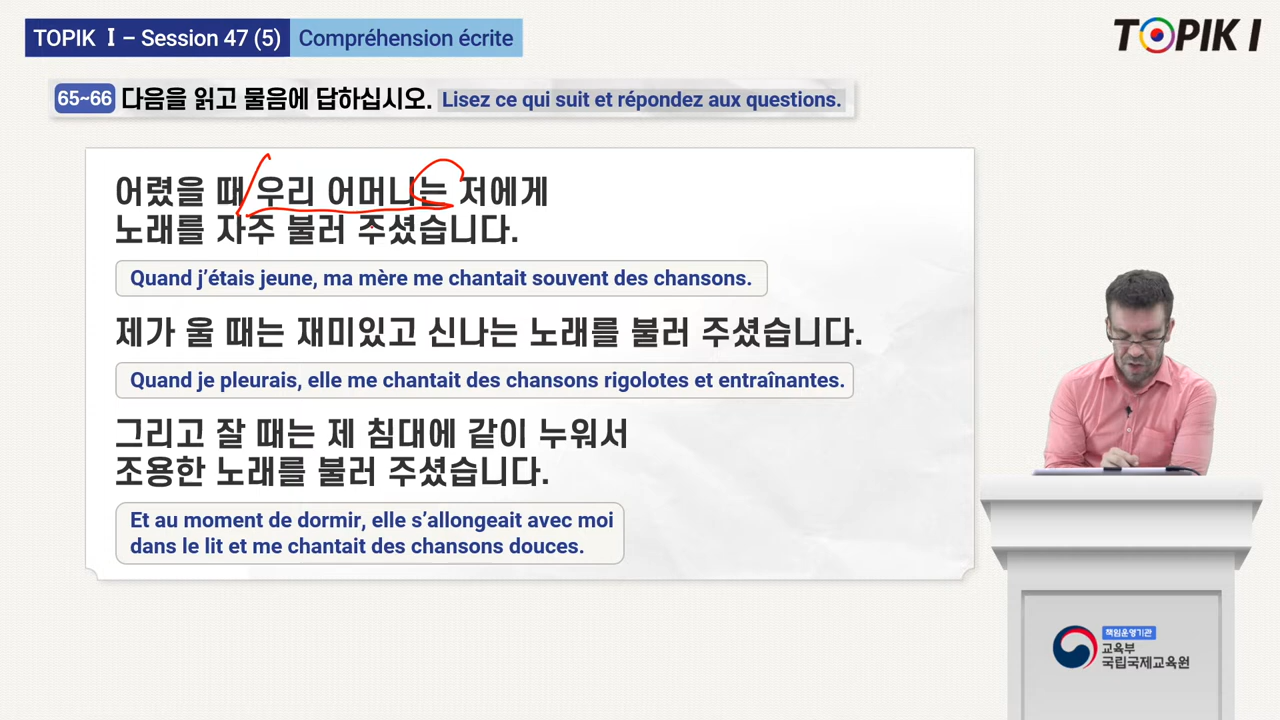 TOPIK I – Session 47 (5) Compréhension écrite
TOPIK I
65~66 다음을 읽고 물음에 답하십시오. Lisez ce qui suit et répondez aux questions.
어렸을 때 우리 어머니는 저에게
노래를 자주 불러 주셨습니다.
Quand j’étais jeune, ma mère me chantait souvent des chansons.
제가 울 때는 재미있고 신나는 노래를 불러 주셨습니다.
Quand je pleurais, elle me chantait des chansons rigolotes et entraînantes.
그리고 잘 때는 제 침대에 같이 누워서
조용한 노래를 불러 주셨습니다.
Et au moment de dormir, elle s’allongeait avec moi
dans le lit et me chantait des chansons douces.
책임운영기관
교육부
국립국제교육원